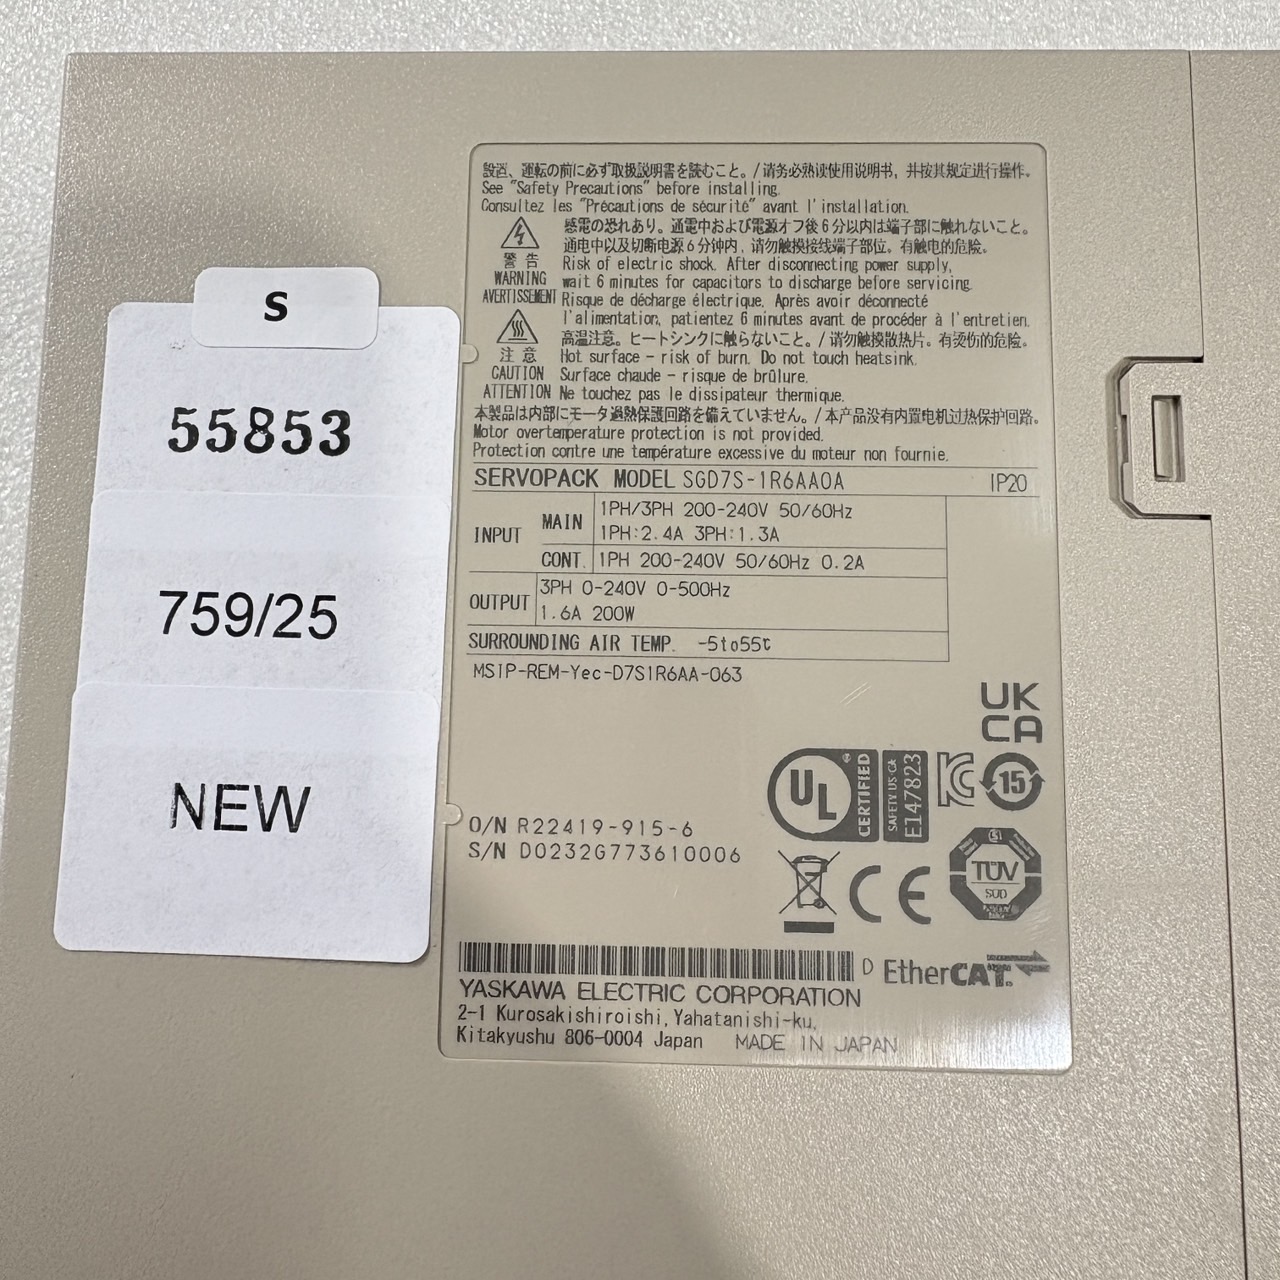 S
55853
759/25
NEW
設置、運転の前に必ず取扱説明書を読むこと。/请务必熟读使用说明书，并按其规定进行操作。
See "Safety Precautions" before installing.
Consultez les "Précautions de sécurité" avant l'installation.
感電の恐れあり。通電中および電源オフ後6分以内は端子部に触れないこと。
通电中以及切断电源6分钟内，请勿触摸接线端子部位。有触电的危险。
警告
Risk of electric shock. After disconnecting power supply,
WARNING wait 6 minutes for capacitors to discharge before servicing.
AVERTISSEMENT Risque de décharge électrique. Après avoir déconnecté
l'alimentation, patientez 6 minutes avant de procéder à l'entretien.
高温注意。ヒートシンクに触らないこと。/请勿触摸散热片。有烫伤的危险。
注意 Hot surface - risk of burn. Do not touch heatsink.
CAUTION Surface chaude - risque de brûlure.
ATTENTION Ne touchez pas le dissipateur thermique.
本製品は内部にモータ過熱保護回路を備えていません。/本产品没有内置电机过热保护回路。
Motor overtemperature protection is not provided.
Protection contre une température excessive du moteur non fournie.
SERVOPACK MODEL SGD7S-1R6AA0A IP20
INPUT MAIN 1PH/3PH 200-240V 50/60Hz
1PH:2.4A 3PH:1.3A
CONT. 1PH 200-240V 50/60Hz 0.2A
OUTPUT 3PH 0-240V 0-500Hz
1.6A 200W
SURROUNDING AIR TEMP. -5to55℃
MSIP-REM-Yec-D7S1R6AA-063
UK
CA
UL CERTIFIED
SAFETY US-CA
E147823
15
O/N R22419-915-6
S/N D0232G773610006
TÜV
SÜD
CE
D EtherCAT
YASKAWA ELECTRIC CORPORATION
2-1 Kurosakishiroishi, Yahatanishi-ku,
Kitakyushu 806-0004 Japan MADE IN JAPAN